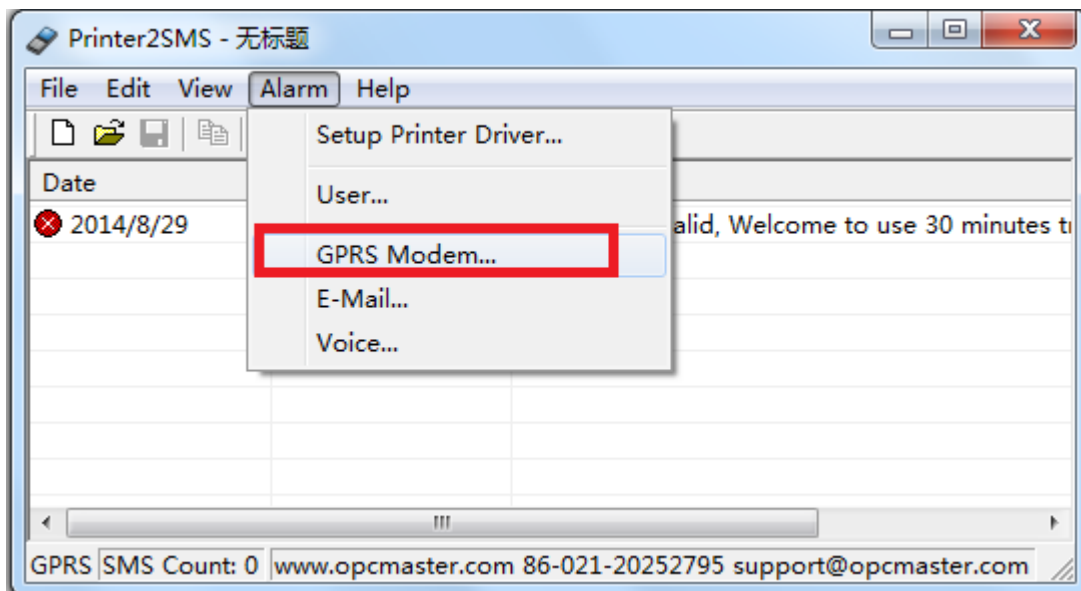 Printer2SMS - 无标题
File Edit View Alarm Help
Setup Printer Driver...
Date
User...
2014/8/29
alid, Welcome to use 30 minutes
GPRS Modem...
E-Mail...
Voice...
GPRS SMS Count: 0 www.opcmaster.com 86-021-20252795 support@opcmaster.com